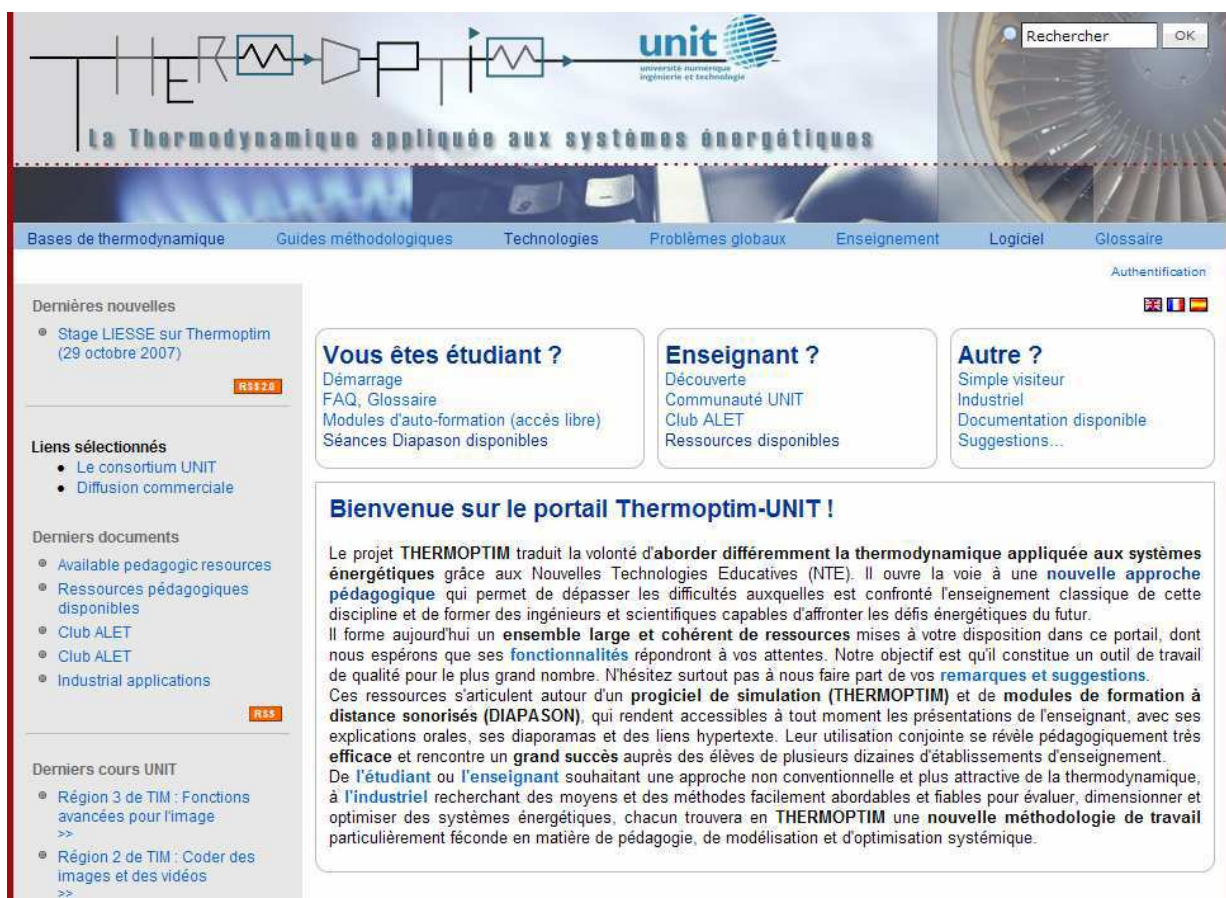 THERMOPTIM
unit
université numérique
ingénierie et technologie
Rechercher
OK
La Thermodynamique appliquée aux systèmes énergétiques
Bases de thermodynamique Guides méthodologiques Technologies Problèmes globaux Enseignement Logiciel Glossaire
Authentification
Dernières nouvelles
Stage LIESSE sur Thermoptim
(29 octobre 2007)
RSS 2.0
Liens sélectionnés
Le consortium UNIT
Diffusion commerciale
Derniers documents
Available pedagogic resources
Ressources pédagogiques
disponibles
Club ALET
Club ALET
Industrial applications
RSS
Derniers cours UNIT
Région 3 de TIM : Fonctions
avancées pour l'image
>>
Région 2 de TIM : Coder des
images et des vidéos
>>
Vous êtes étudiant ?
Démarrage
FAQ, Glossaire
Modules d'auto-formation (accès libre)
Séances Diapason disponibles
Enseignant ?
Découverte
Communauté UNIT
Club ALET
Ressources disponibles
Autre ?
Simple visiteur
Industriel
Documentation disponible
Suggestions...
Bienvenue sur le portail Thermoptim-UNIT !
Le projet THERMOPTIM traduit la volonté d'aborder différemment la thermodynamique appliquée aux systèmes
énergétiques grâce aux Nouvelles Technologies Educatives (NTE). Il ouvre la voie à une nouvelle approche
pédagogique qui permet de dépasser les difficultés auxquelles est confronté l'enseignement classique de cette
discipline et de former des ingénieurs et scientifiques capables d'affronter les défis énergétiques du futur.
Il forme aujourd'hui un ensemble large et cohérent de ressources mises à votre disposition dans ce portail, dont
nous espérons que ses fonctionnalités répondront à vos attentes. Notre objectif est qu'il constitue un outil de travail
de qualité pour le plus grand nombre. N'hésitez surtout pas à nous faire part de vos remarques et suggestions.
Ces ressources s'articulent autour d'un progiciel de simulation (THERMOPTIM) et de modules de formation à
distance sonorisés (DIAPASON), qui rendent accessibles à tout moment les présentations de l'enseignant, avec ses
explications orales, ses diaporamas et des liens hypertexte. Leur utilisation conjointe se révèle pédagogiquement très
efficace et rencontre un grand succès auprès des élèves de plusieurs dizaines d'établissements d'enseignement.
De l'étudiant ou l'enseignant souhaitant une approche non conventionnelle et plus attractive de la thermodynamique,
à l'industriel recherchant des moyens et des méthodes facilement abordables et fiables pour évaluer, dimensionner et
optimiser des systèmes énergétiques, chacun trouvera en THERMOPTIM une nouvelle méthodologie de travail
particulièrement féconde en matière de pédagogie, de modélisation et d'optimisation systémique.